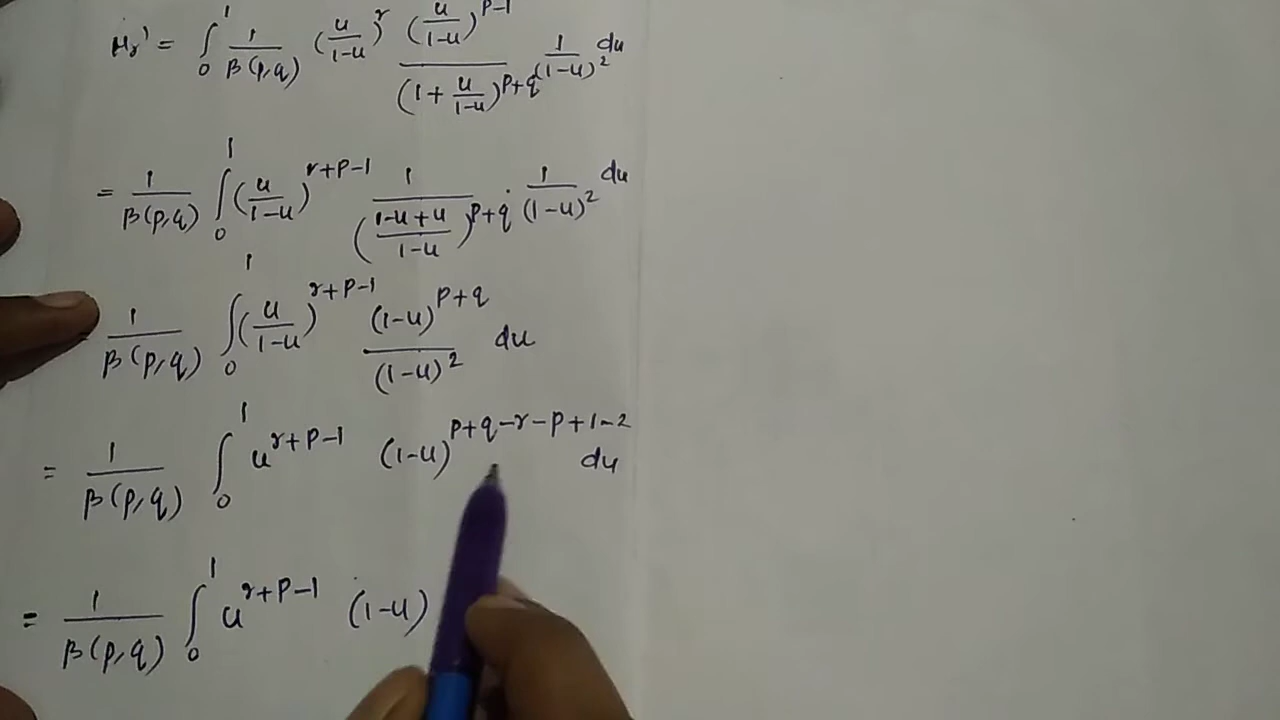 μᵣ' = ∫₀¹ 1/β(p,q) (u/1-u)^r (u/1-u)^(p-1) / (1 + u/1-u)^(p+q) 1/(1-u)² du
= 1/β(p,q) ∫₀¹ (u/1-u)^(r+p-1) 1/((1-u+u)/(1-u))^(p+q) · 1/(1-u)² du
1/β(p,q) ∫₀¹ (u/1-u)^(r+p-1) (1-u)^(p+q) / (1-u)² du
= 1/β(p,q) ∫₀¹ u^(r+p-1) (1-u)^(p+q-r-p+1-2) du
= 1/β(p,q) ∫₀¹ u^(r+p-1) (1-u)